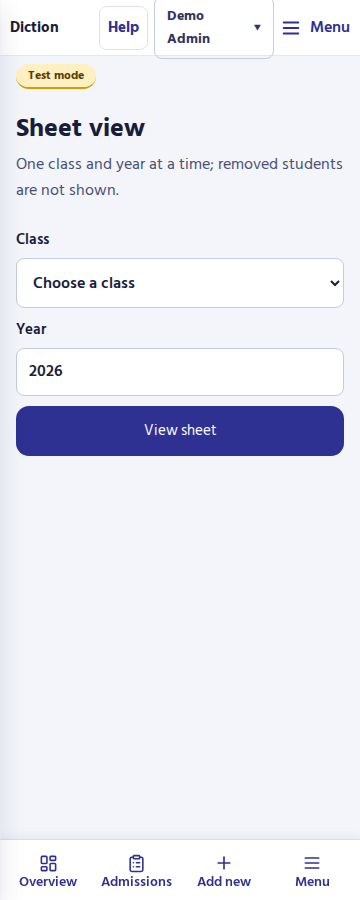 Diction
Help
Demo
Admin
Menu
Test mode
Sheet view
One class and year at a time; removed students
are not shown.
Class
Choose a class
Year
2026
View sheet
Overview
Admissions
Add new
Menu